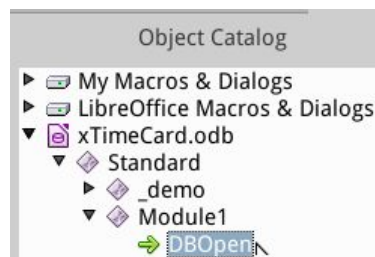 Object Catalog
My Macros & Dialogs
LibreOffice Macros & Dialogs
xTimeCard.odb
Standard
_demo
Module1
DBOpen